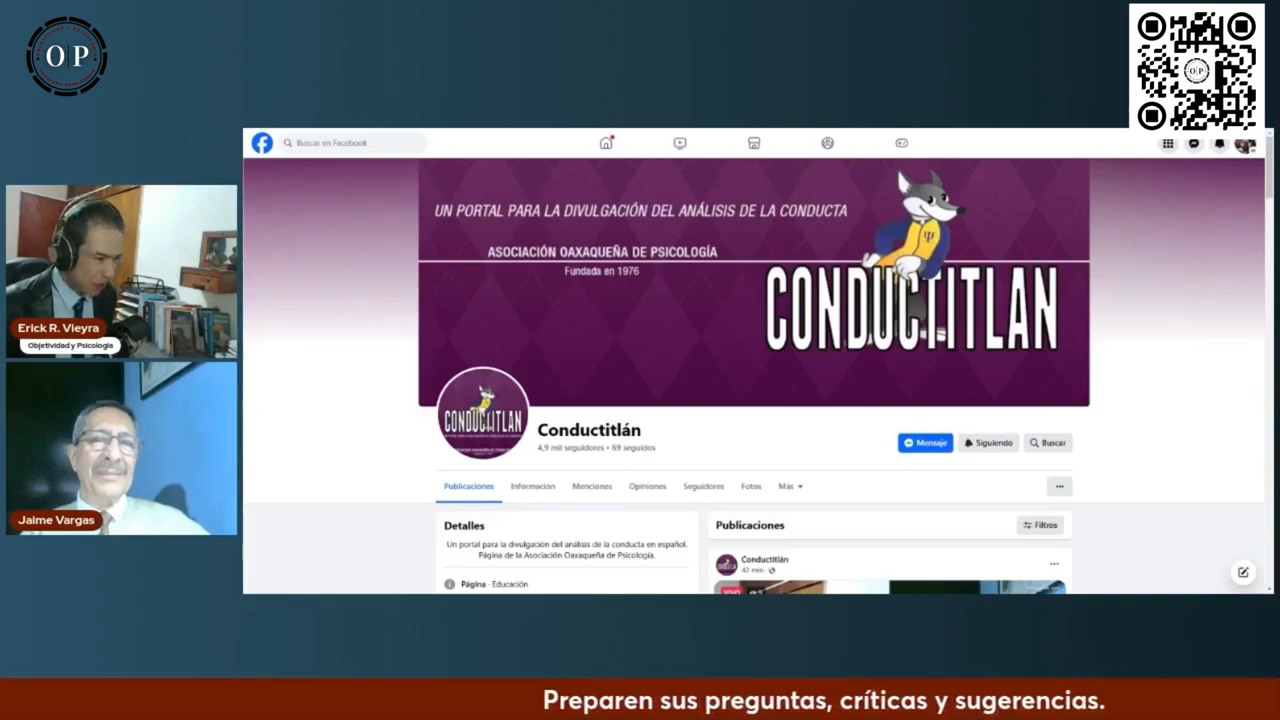 O|P
Buscar en Facebook
UN PORTAL PARA LA DIVULGACIÓN DEL ANÁLISIS DE LA CONDUCTA
ASOCIACIÓN OAXAQUEÑA DE PSICOLOGÍA
Fundada en 1976
CONDUCTITLAN
Erick R. Vieyra
Objetividad y Psicología
Jaime Vargas
CONDUCTITLAN
Conductitlán
4,9 mil seguidores • 69 seguidos
Mensaje
Siguiendo
Buscar
Publicaciones
Información
Menciones
Opiniones
Seguidores
Fotos
Más
Detalles
Un portal para la divulgación del análisis de la conducta en español.
Página de la Asociación Oaxaqueña de Psicología.
Página · Educación
Publicaciones
Filtros
Conductitlán
42 min
VIVO
Preparen sus preguntas, críticas y sugerencias.